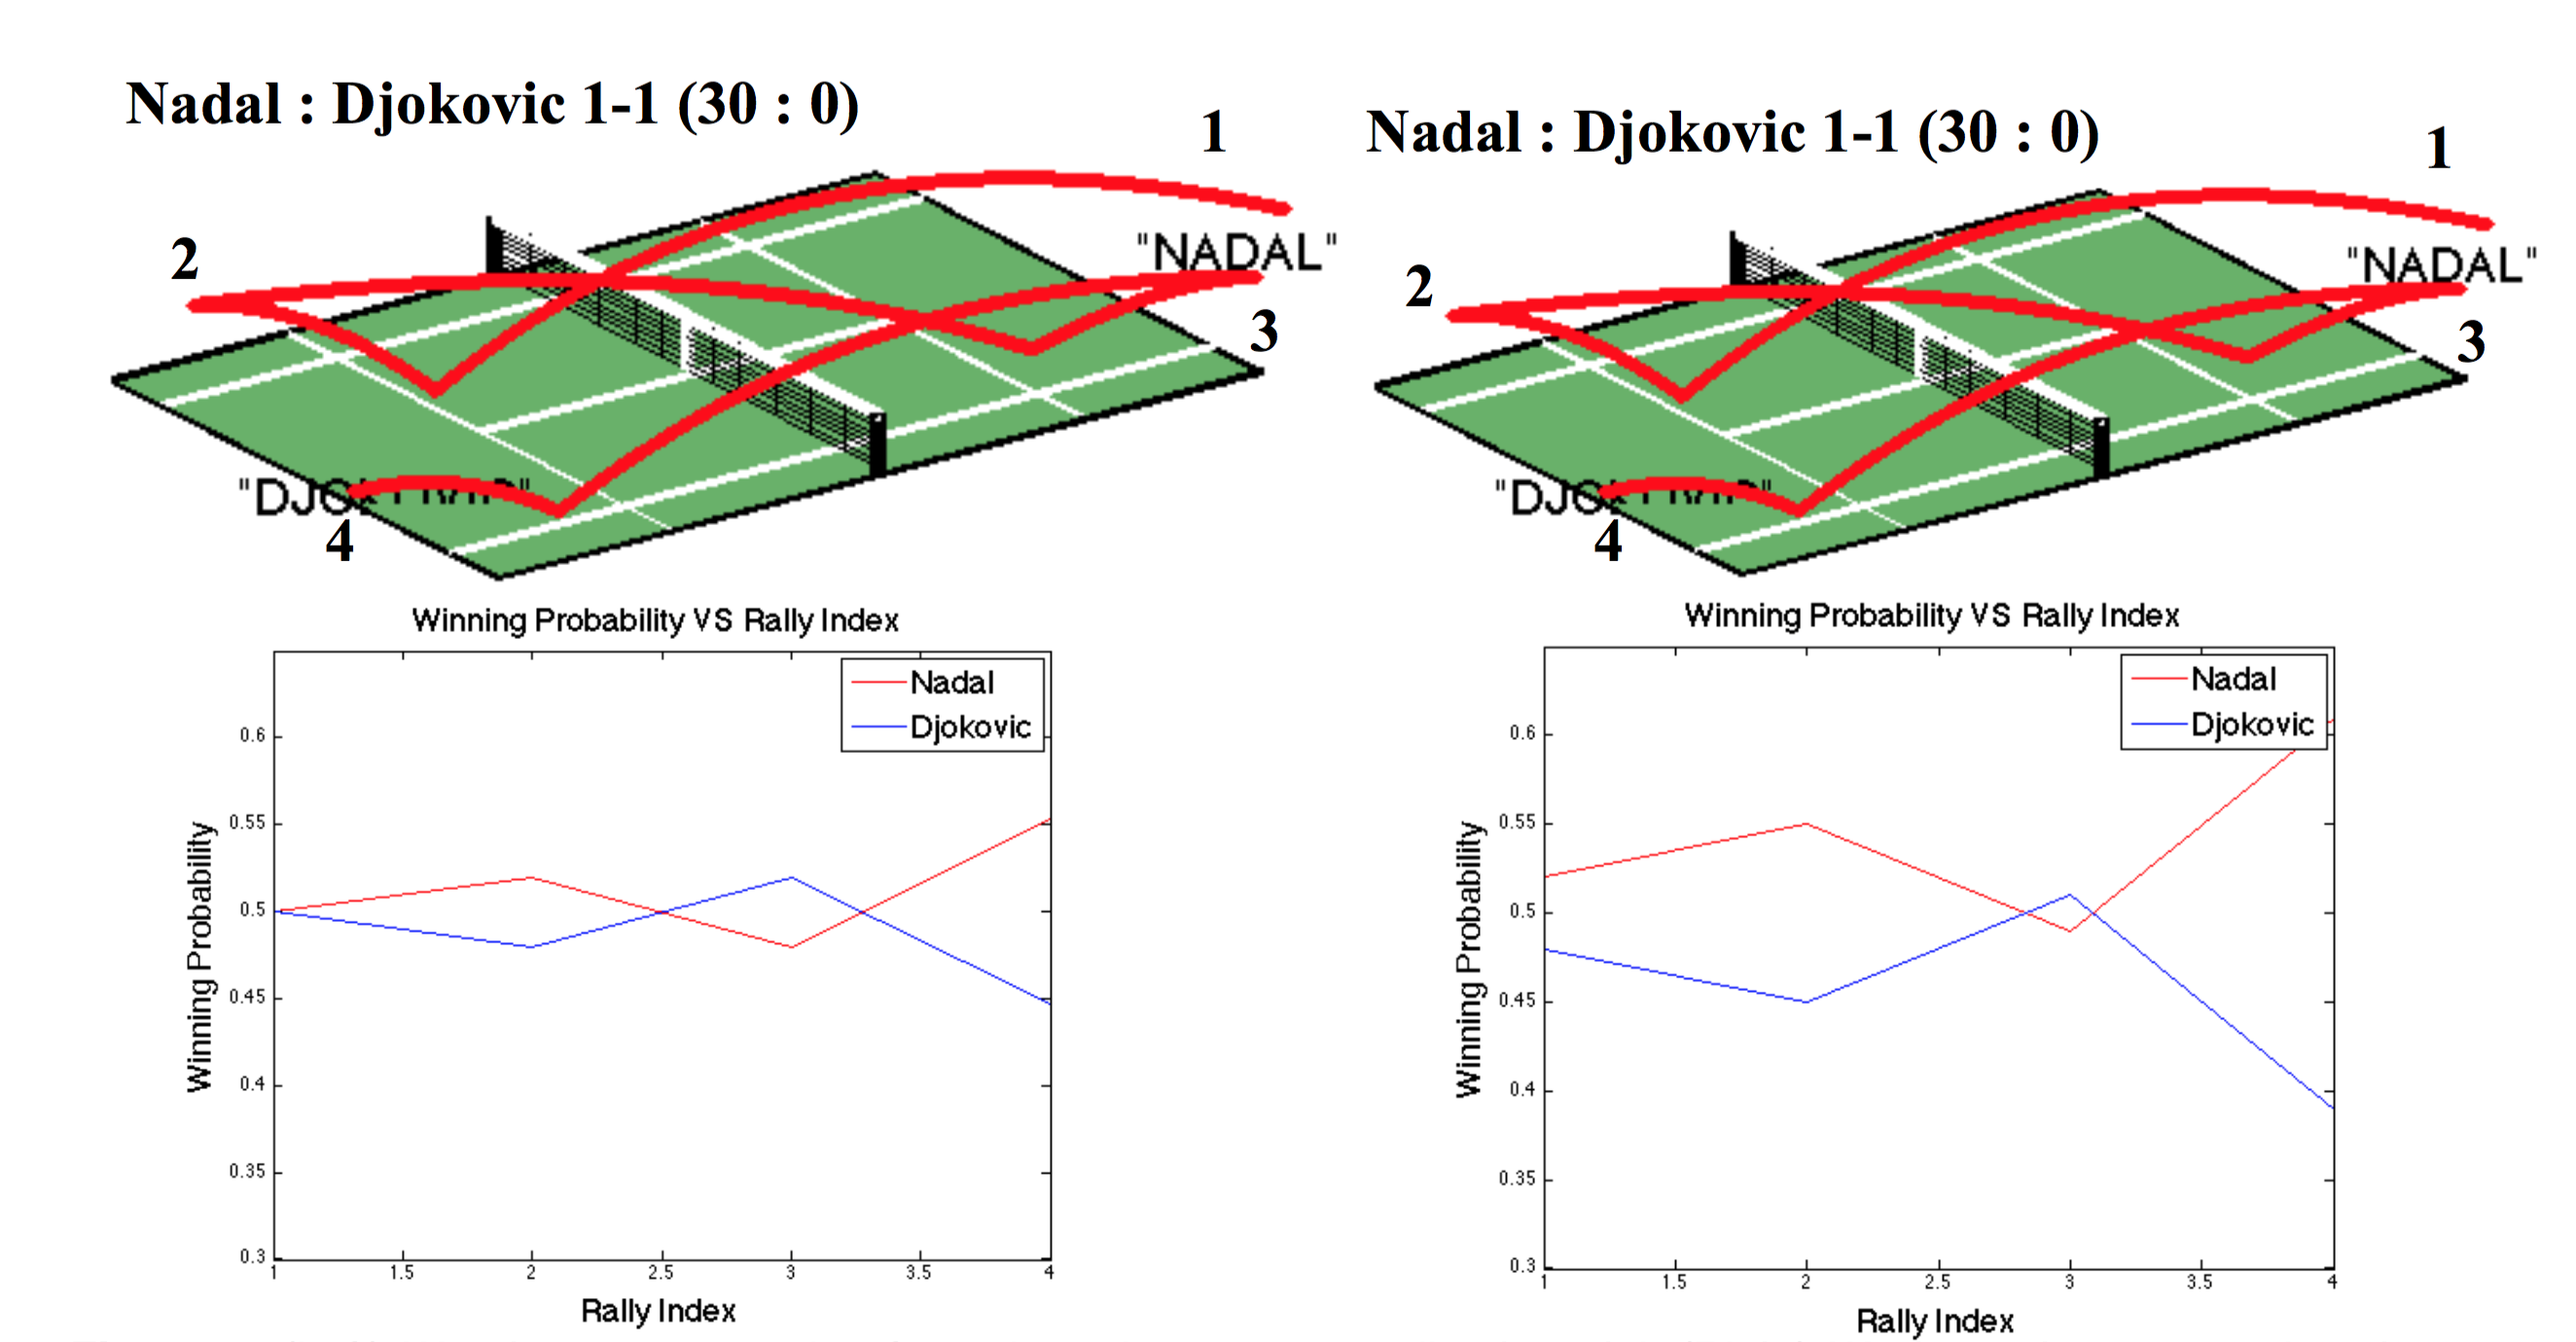 Nadal : Djokovic 1-1 (30 : 0)
1
2
"NADAL"
3
4
Winning Probability VS Rally Index
Nadal
Djokovic
0.6
0.55
0.5
0.45
0.4
0.35
0.3
Winning Probability
1 1.5 2 2.5 3 3.5 4
Rally Index
Nadal : Djokovic 1-1 (30 : 0)
1
2
"NADAL"
3
4
Winning Probability VS Rally Index
Nadal
Djokovic
0.6
0.55
0.5
0.45
0.4
0.35
0.3
Winning Probability
1 1.5 2 2.5 3 3.5 4
Rally Index